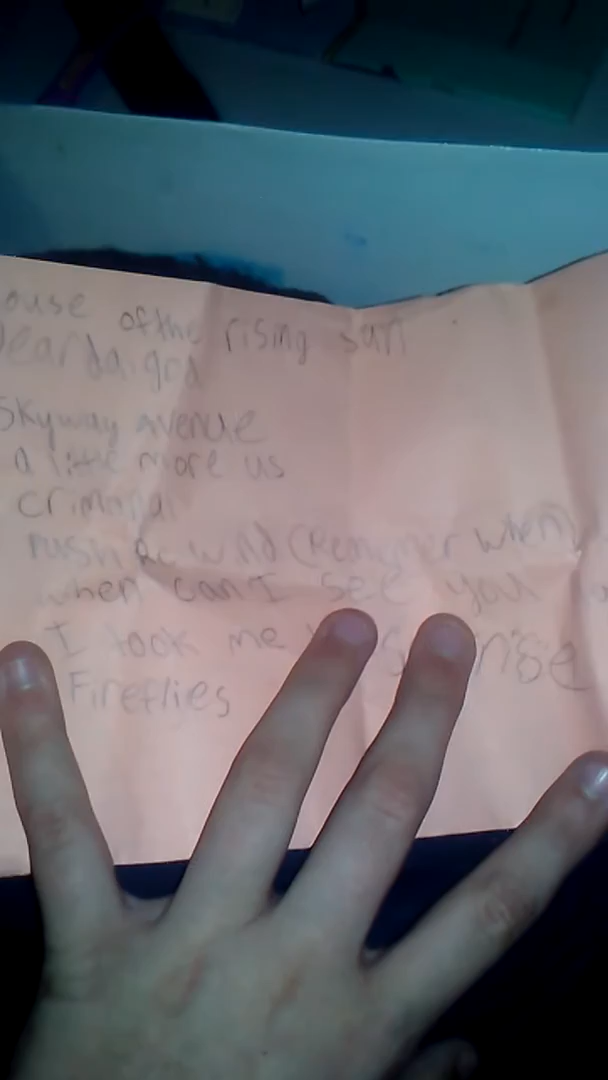 ouse of the rising sun
Dear
Skyway avenue
a little more us
criminal
wild (Remember when)
when can I see you
I took me
Fireflies